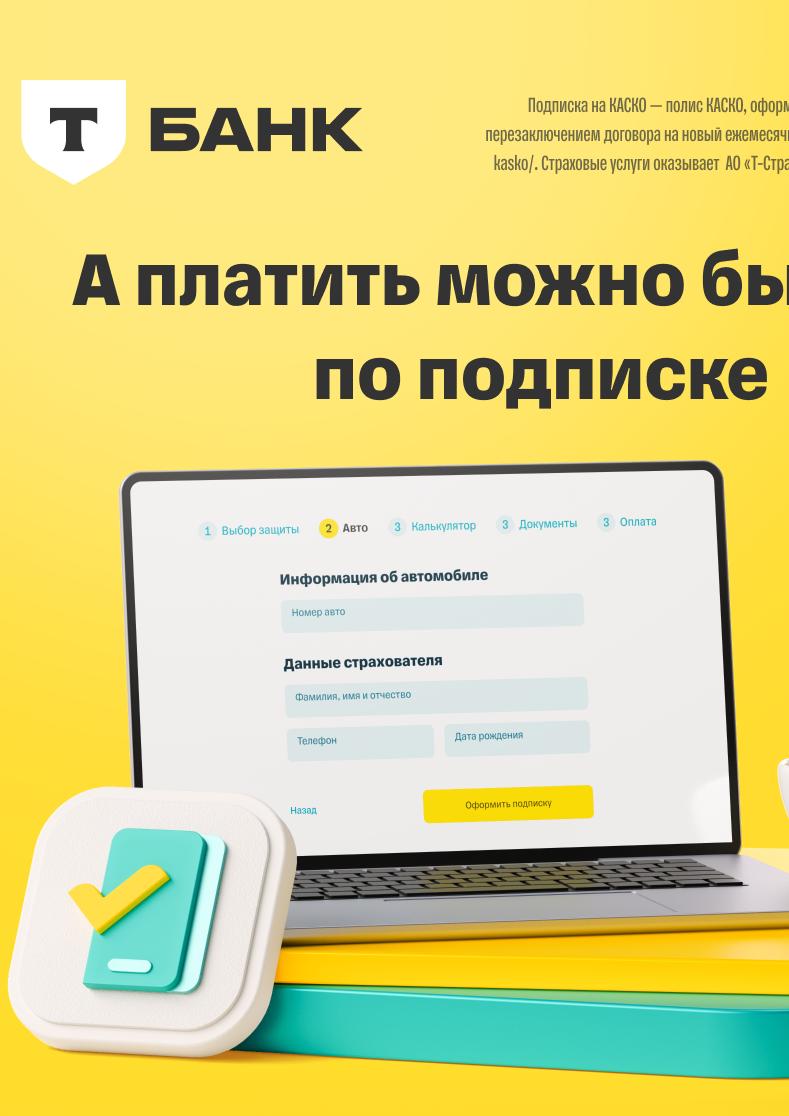 Т БАНК
Подписка на КАСКО — полис КАСКО, оформ
перезаключением договора на новый ежемесячн
kasko/. Страховые услуги оказывает АО «Т-Стра
А платить можно бы
по подписке
1 Выбор защиты 2 Авто 3 Калькулятор 3 Документы 3 Оплата
Информация об автомобиле
Номер авто
Данные страхователя
Фамилия, имя и отчество
Телефон Дата рождения
Назад Оформить подписку